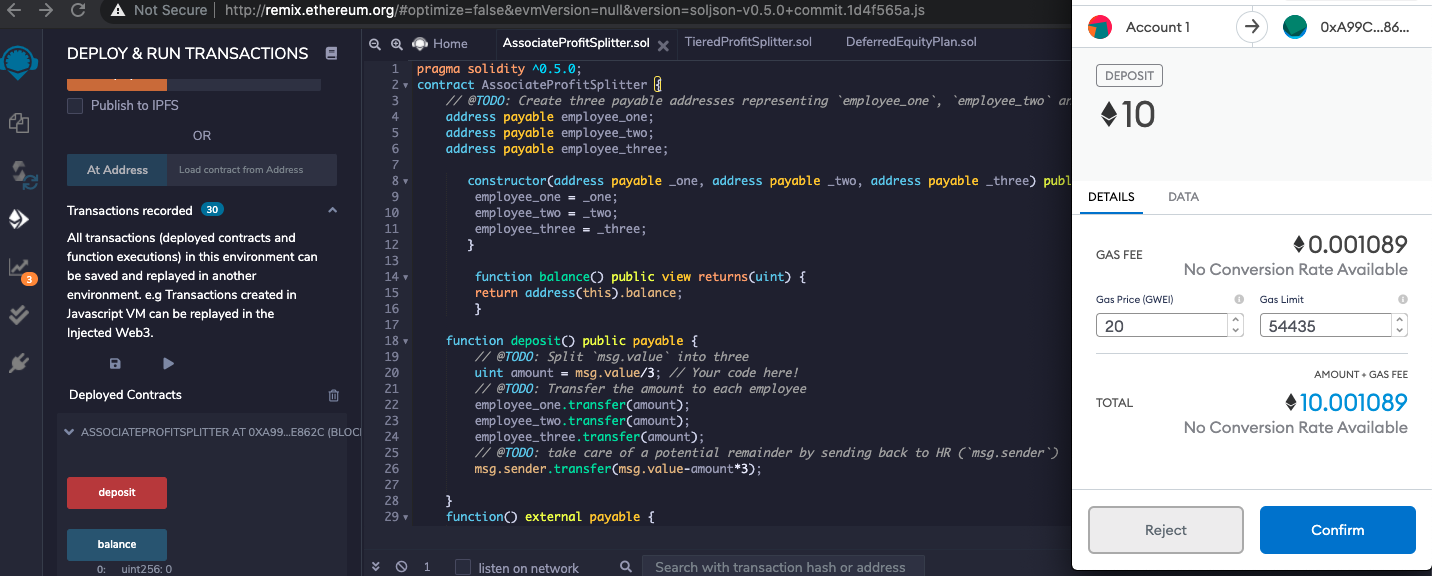 Not Secure | http://remix.ethereum.org/#optimize=false&evmVersion=null&version=soljson-v0.5.0+commit.1d4f565a.js
DEPLOY & RUN TRANSACTIONS
Publish to IPFS
OR
At Address Load contract from Address
Transactions recorded 30
All transactions (deployed contracts and
function executions) in this environment can
be saved and replayed in another
environment. e.g Transactions created in
Javascript VM can be replayed in the
Injected Web3.
3
Deployed Contracts
ASSOCIATEPROFITSPLITTER AT 0XA99...E862C (BLOC
deposit
balance
0: uint256: 0
Home AssociateProfitSplitter.sol TieredProfitSplitter.sol DeferredEquityPlan.sol
1 pragma solidity ^0.5.0;
2 contract AssociateProfitSplitter {
3 // @TODO: Create three payable addresses representing `employee_one`, `employee_two` an
4 address payable employee_one;
5 address payable employee_two;
6 address payable employee_three;
7
8 constructor(address payable _one, address payable _two, address payable _three) publ
9 employee_one = _one;
10 employee_two = _two;
11 employee_three = _three;
12 }
13
14 function balance() public view returns(uint) {
15 return address(this).balance;
16 }
17
18 function deposit() public payable {
19 // @TODO: Split `msg.value` into three
20 uint amount = msg.value/3; // Your code here!
21 // @TODO: Transfer the amount to each employee
22 employee_one.transfer(amount);
23 employee_two.transfer(amount);
24 employee_three.transfer(amount);
25 // @TODO: take care of a potential remainder by sending back to HR (`msg.sender`)
26 msg.sender.transfer(msg.value-amount*3);
27
28 }
29 function() external payable {
1 listen on network Search with transaction hash or address
Account 1 0xA99C...86...
DEPOSIT
10
DETAILS DATA
GAS FEE 0.001089
No Conversion Rate Available
Gas Price (GWEI) Gas Limit
20 54435
AMOUNT + GAS FEE
TOTAL 10.001089
No Conversion Rate Available
Reject Confirm